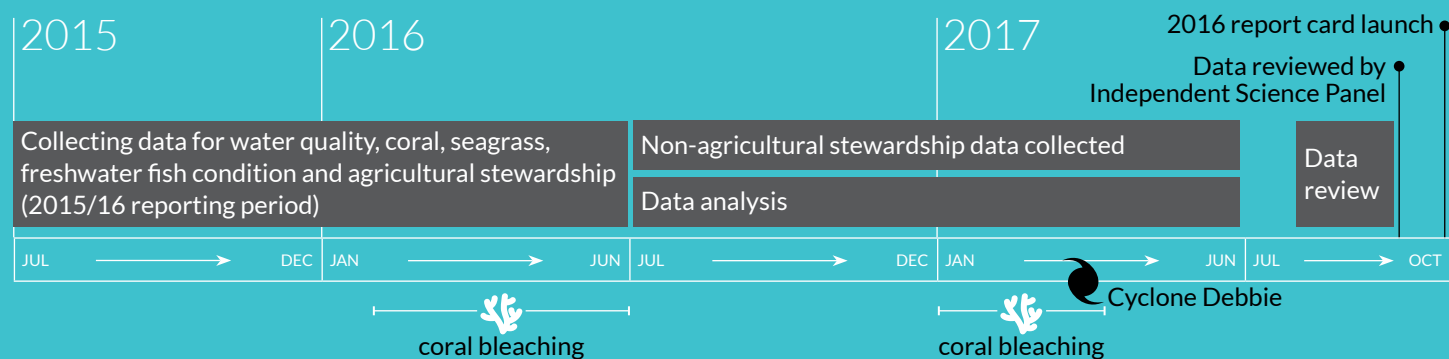 2015
2016
2017
2016 report card launch
Data reviewed by
Independent Science Panel
Collecting data for water quality, coral, seagrass,
freshwater fish condition and agricultural stewardship
(2015/16 reporting period)
Non-agricultural stewardship data collected
Data analysis
Data
review
JUL
DEC
JAN
JUN
JUL
DEC
JAN
JUN
JUL
OCT
Cyclone Debbie
coral bleaching
coral bleaching